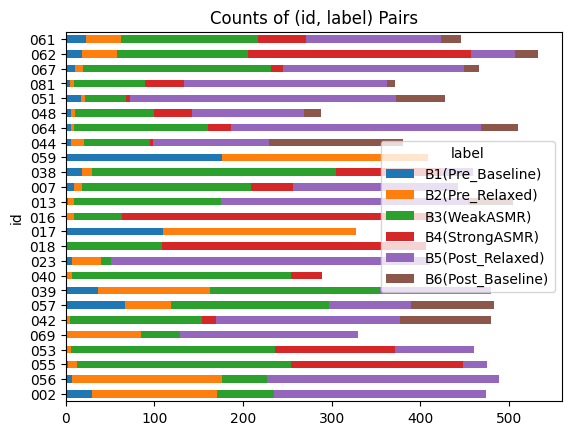 Counts of (id, label) Pairs
061
062
067
081
051
048
064
044
059
038
007
013
016
017
018
023
040
039
057
042
069
053
055
056
002
id
label
B1(Pre_Baseline)
B2(Pre_Relaxed)
B3(WeakASMR)
B4(StrongASMR)
B5(Post_Relaxed)
B6(Post_Baseline)
0 100 200 300 400 500